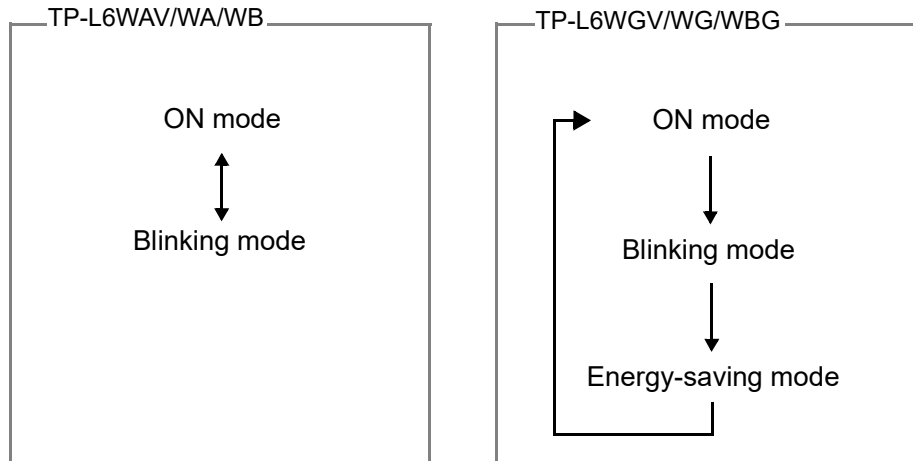 TP-L6WAV/WA/WB
ON mode
Blinking mode
TP-L6WGV/WG/WBG
ON mode
Blinking mode
Energy-saving mode